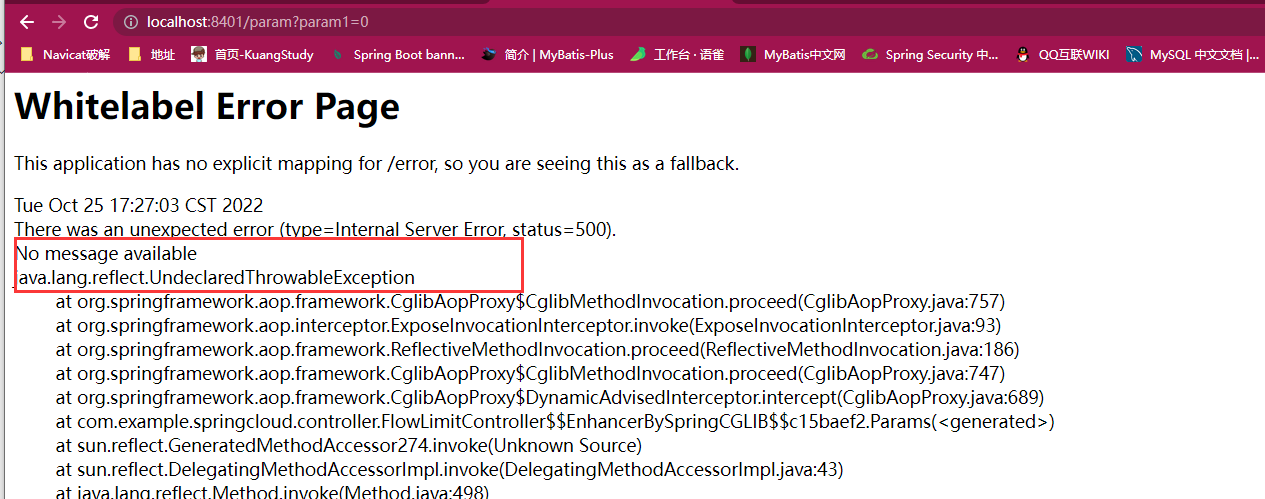 localhost:8401/param?param1=0
Navicat破解 地址 首页-KuangStudy Spring Boot bann... 简介 | MyBatis-Plus 工作台 · 语雀 MyBatis中文网 Spring Security 中... QQ互联WIKI MySQL 中文文档 |...
Whitelabel Error Page
This application has no explicit mapping for /error, so you are seeing this as a fallback.
Tue Oct 25 17:27:03 CST 2022
There was an unexpected error (type=Internal Server Error, status=500).
No message available
java.lang.reflect.UndeclaredThrowableException
at org.springframework.aop.framework.CglibAopProxy$CglibMethodInvocation.proceed(CglibAopProxy.java:757)
at org.springframework.aop.interceptor.ExposeInvocationInterceptor.invoke(ExposeInvocationInterceptor.java:93)
at org.springframework.aop.framework.ReflectiveMethodInvocation.proceed(ReflectiveMethodInvocation.java:186)
at org.springframework.aop.framework.CglibAopProxy$CglibMethodInvocation.proceed(CglibAopProxy.java:747)
at org.springframework.aop.framework.CglibAopProxy$DynamicAdvisedInterceptor.intercept(CglibAopProxy.java:689)
at com.example.springcloud.controller.FlowLimitController$$EnhancerBySpringCGLIB$$c15baef2.Params(<generated>)
at sun.reflect.GeneratedMethodAccessor274.invoke(Unknown Source)
at sun.reflect.DelegatingMethodAccessorImpl.invoke(DelegatingMethodAccessorImpl.java:43)
at java.lang.reflect.Method.invoke(Method.java:498)